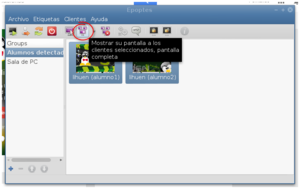 Epoptes
Archivo Etiquetas Clientes Ayuda
Groups
Alumnos detectad
Sala de PC
Mostrar su pantalla a los
clientes seleccionados, pantalla
completa
lihuen (alumno1)
lihuen (alumno2)